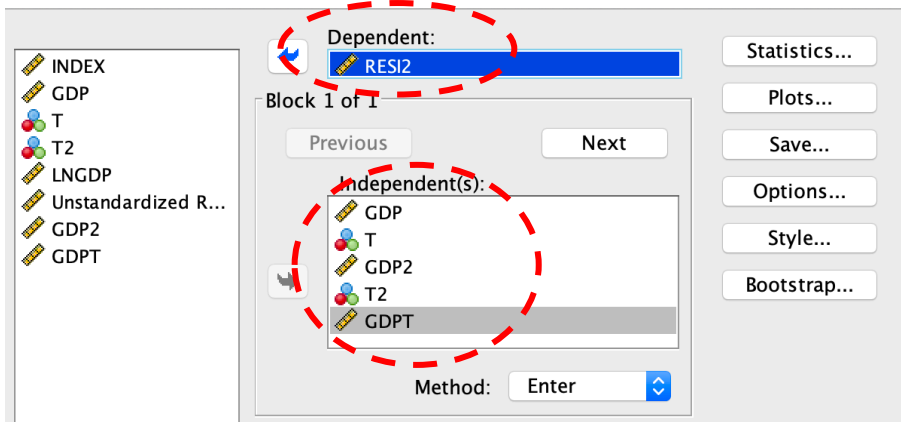 INDEX
GDP
T
T2
LNGDP
Unstandardized R...
GDP2
GDPT
Dependent:
RESI2
Block 1 of 1
Previous
Next
Independent(s):
GDP
T
GDP2
T2
GDPT
Method:
Enter
Statistics...
Plots...
Save...
Options...
Style...
Bootstrap...